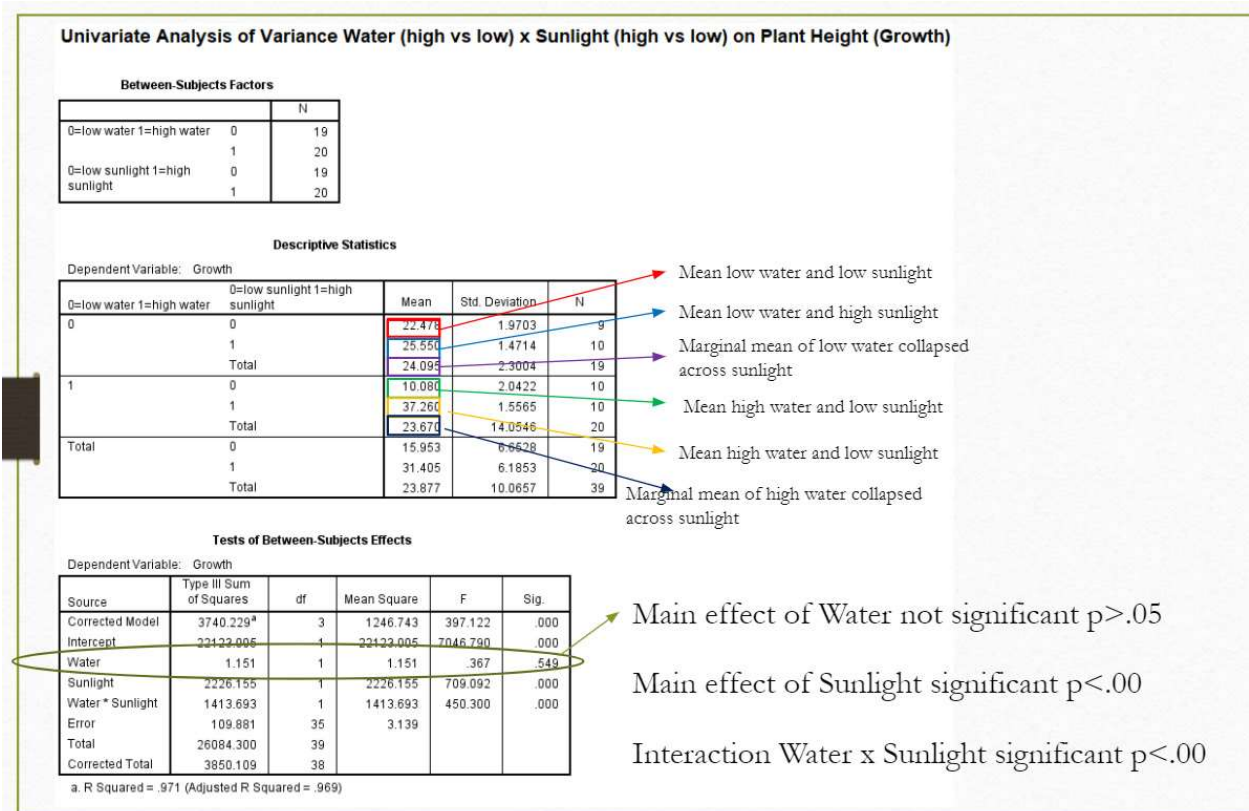 Univariate Analysis of Variance Water (high vs low) x Sunlight (high vs low) on Plant Height (Growth)
Between-Subjects Factors
N
0=low water 1=high water 0 19
1 20
0=low sunlight 1=high sunlight 0 19
1 20
Descriptive Statistics
Dependent Variable: Growth
0=low water 1=high water 0=low sunlight 1=high sunlight Mean Std. Deviation N
0 0 22.478 1.9703 9
1 25.550 1.4714 10
Total 24.095 2.3004 19
1 0 10.080 2.0422 10
1 37.260 1.5565 10
Total 23.670 14.0546 20
Total 0 15.953 6.6528 19
1 31.405 6.1853 20
Total 23.877 10.0657 39
Mean low water and low sunlight
Mean low water and high sunlight
Marginal mean of low water collapsed
across sunlight
Mean high water and low sunlight
Mean high water and low sunlight
Marginal mean of high water collapsed
across sunlight
Tests of Between-Subjects Effects
Dependent Variable: Growth
Source Type III Sum of Squares df Mean Square F Sig.
Corrected Model 3740.229a 3 1246.743 397.122 .000
Intercept 22123.005 1 22123.005 7046.790 .000
Water 1.151 1 1.151 .367 .549
Sunlight 2226.155 1 2226.155 709.092 .000
Water * Sunlight 1413.693 1 1413.693 450.300 .000
Error 109.881 35 3.139
Total 26084.300 39
Corrected Total 3850.109 38
a. R Squared = .971 (Adjusted R Squared = .969)
Main effect of Water not significant p>.05
Main effect of Sunlight significant p<.00
Interaction Water x Sunlight significant p<.00